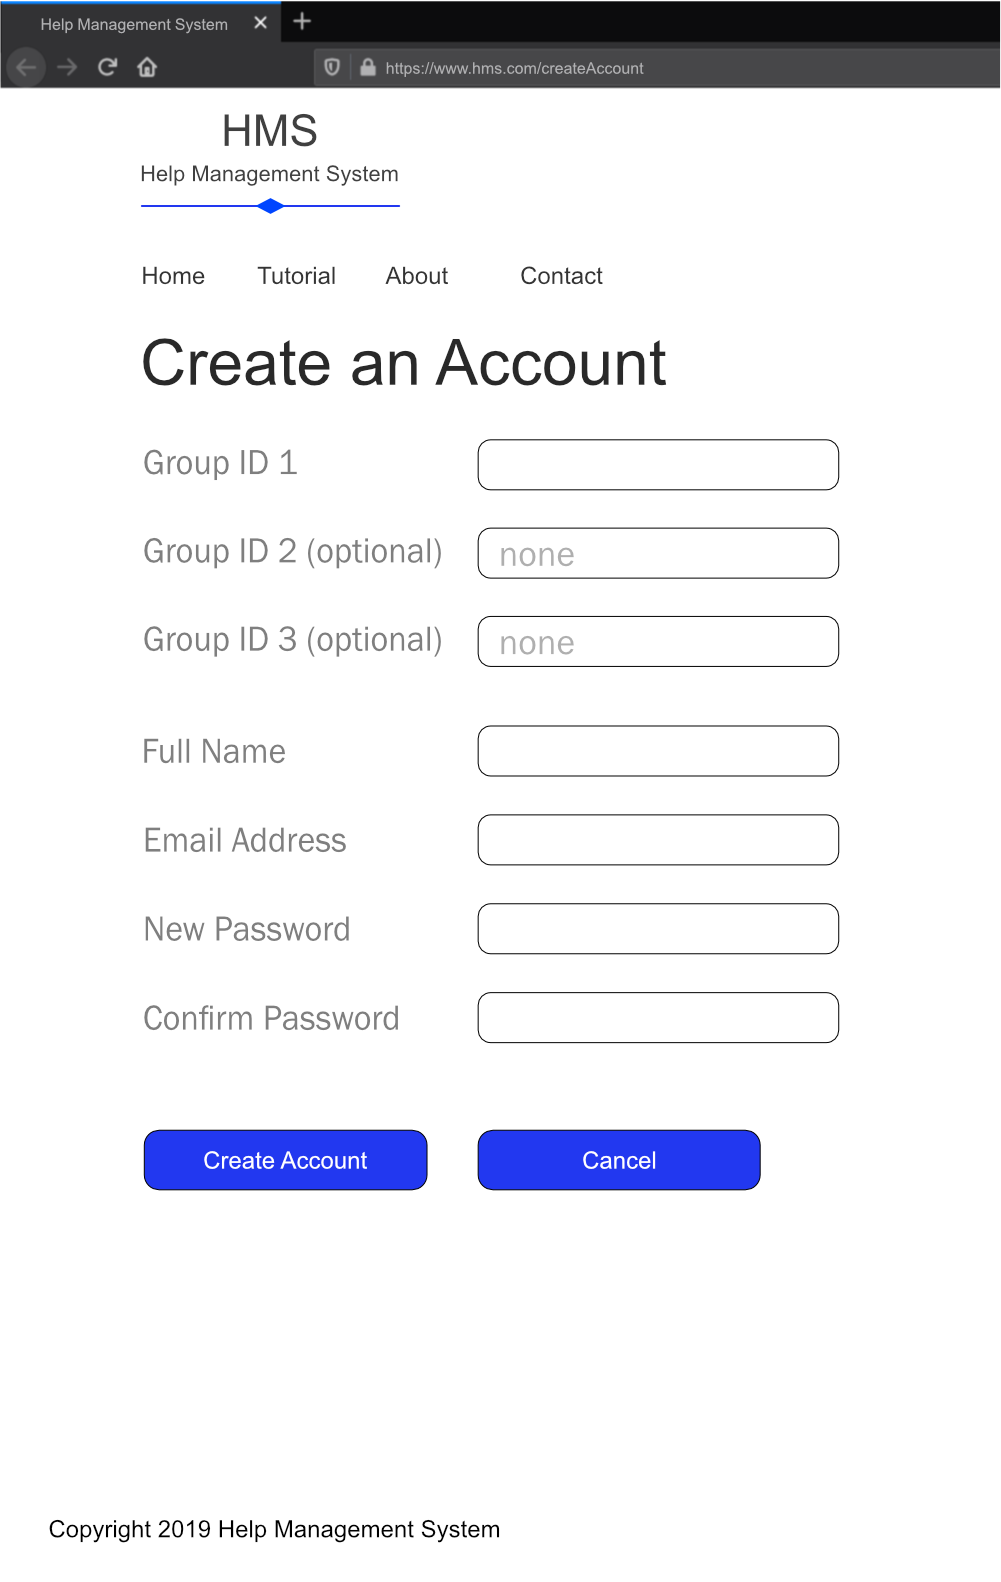 Help Management System
https://www.hms.com/createAccount
HMS
Help Management System
Home Tutorial About Contact
Create an Account
Group ID 1
Group ID 2 (optional) none
Group ID 3 (optional) none
Full Name
Email Address
New Password
Confirm Password
Create Account Cancel
Copyright 2019 Help Management System